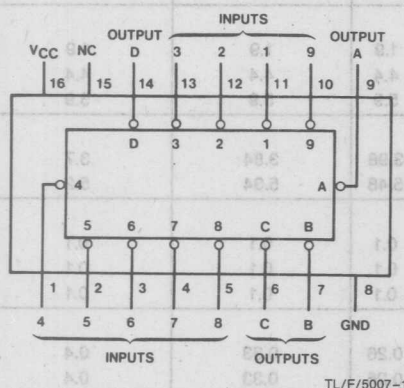 INPUTS
OUTPUT OUTPUT
VCC NC D 3 2 1 9 A
16 15 14 13 12 11 10 9
D 3 2 1 9
4 A
5 6 7 8 C B
1 2 3 4 5 6 7 8
4 5 6 7 8 C B GND
INPUTS OUTPUTS
TL/F/5007-1